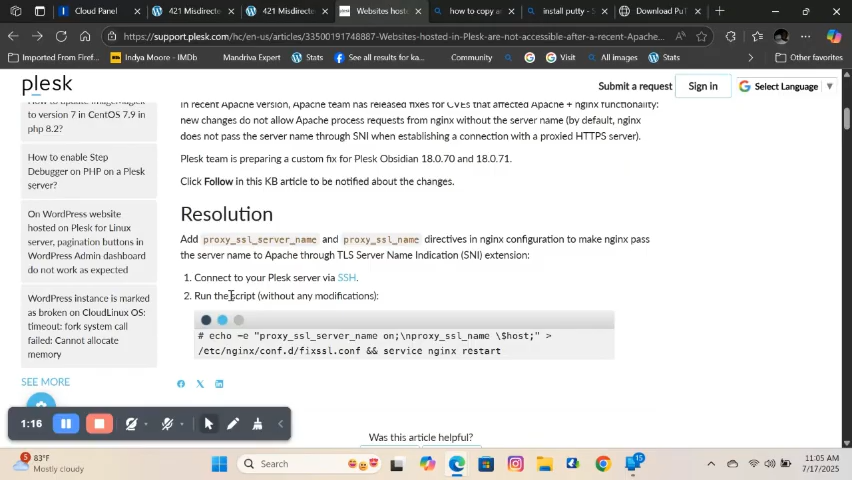 Cloud Panel
421 Misdirecte
421 Misdirecte
Websites hoste
how to copy an
install putty - S
Download PuT
https://support.plesk.com/hc/en-us/articles/33500191748887-Websites-hosted-in-Plesk-are-not-accessible-after-a-recent-Apache...
Imported From Firef...
Indya Moore – IMDb
Mandriva Expert
Stats
See all results for ka...
Community
Visit
All images
Stats
Other favorites
plesk
Submit a request
Sign in
Select Language
How to update ImageMagick
to version 7 in CentOS 7.9 in
php 8.2?
How to enable Step
Debugger on PHP on a Plesk
server?
On WordPress website
hosted on Plesk for Linux
server, pagination buttons in
WordPress Admin dashboard
do not work as expected
WordPress instance is marked
as broken on CloudLinux OS:
timeout: fork system call
failed: Cannot allocate
memory
SEE MORE
In recent Apache version, Apache team has released fixes for CVEs that affected Apache + nginx functionality:
new changes do not allow Apache process requests from nginx without the server name (by default, nginx
does not pass the server name through SNI when establishing a connection with a proxied HTTPS server).
Plesk team is preparing a custom fix for Plesk Obsidian 18.0.70 and 18.0.71.
Click Follow in this KB article to be notified about the changes.
Resolution
Add proxy_ssl_server_name and proxy_ssl_name directives in nginx configuration to make nginx pass
the server name to Apache through TLS Server Name Indication (SNI) extension:
1. Connect to your Plesk server via SSH.
2. Run the script (without any modifications):
# echo -e "proxy_ssl_server_name on;\nproxy_ssl_name \$host;" >
/etc/nginx/conf.d/fixssl.conf && service nginx restart
Was this article helpful?
1:16
5
83°F
Mostly cloudy
Search
15
11:05 AM
7/17/2025